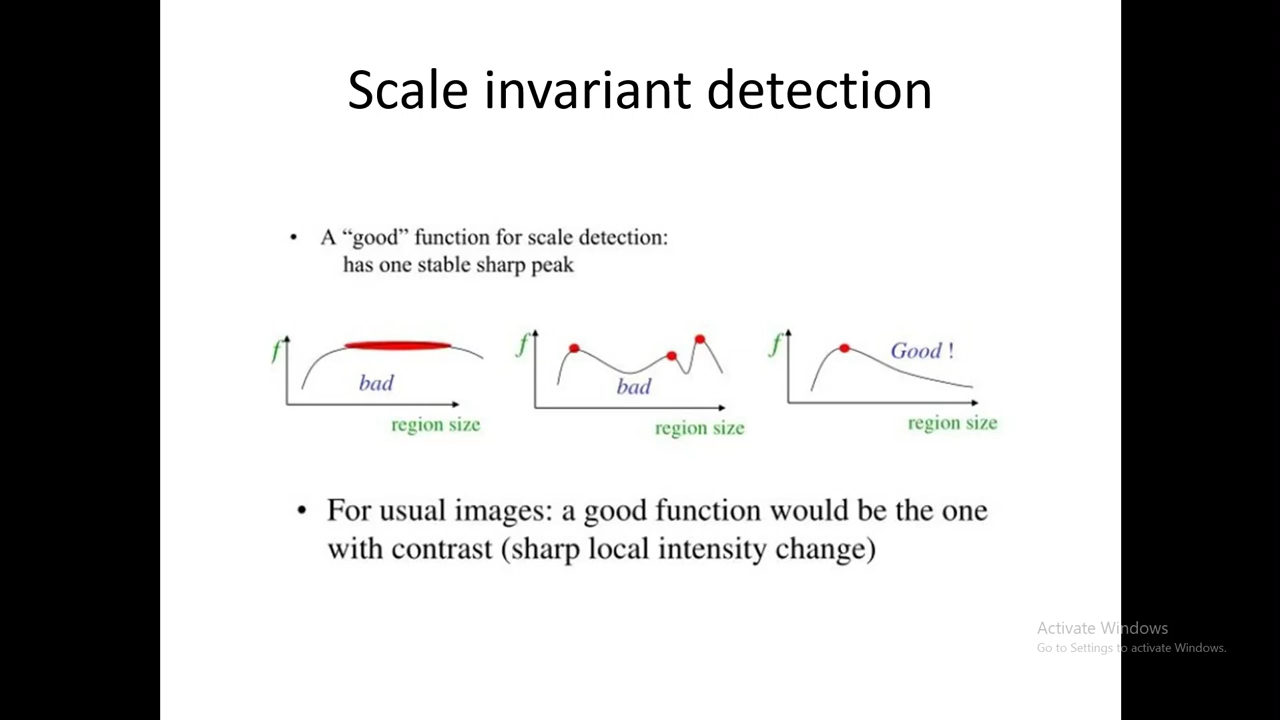 Scale invariant detection
• A “good” function for scale detection:
has one stable sharp peak
f
bad
region size
f
bad
region size
f
Good !
region size
• For usual images: a good function would be the one
with contrast (sharp local intensity change)
Activate Windows
Go to Settings to activate Windows.